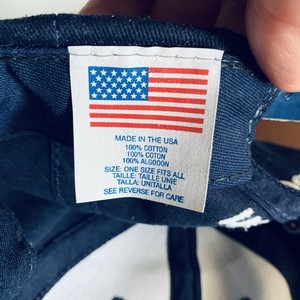 MADE IN THE USA
100% COTTON
100% COTON
100% ALGODON
SIZE: ONE SIZE FITS ALL
TAILLE: TAILLE UNIE
TALLA: UNITALLA
SEE REVERSE FOR CARE